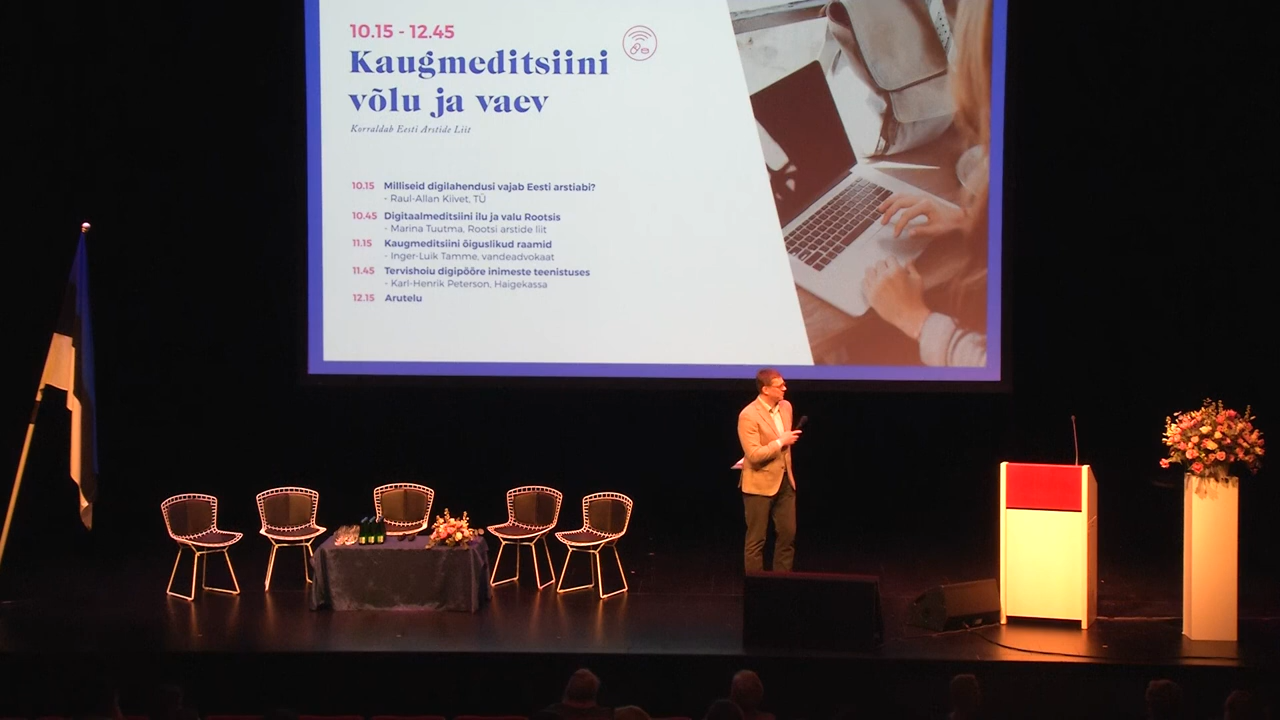 10.15 - 12.45
Kaugmeditsiini
võlu ja vaev
Korraldab Eesti Arstide Liit
10.15 Milliseid digilahendusi vajab Eesti arstiabi?
- Raul-Allan Kiivet, TÜ
10.45 Digitaalmeditsiini ilu ja valu Rootsis
- Marina Tuutma, Rootsi arstide liit
11.15 Kaugmeditsiini õiguslikud raamid
- Inger-Luik Tamme, vandeadvokaat
11.45 Tervishoiu digipööre inimeste teenistuses
- Karl-Henrik Peterson, Haigekassa
12.15 Arutelu